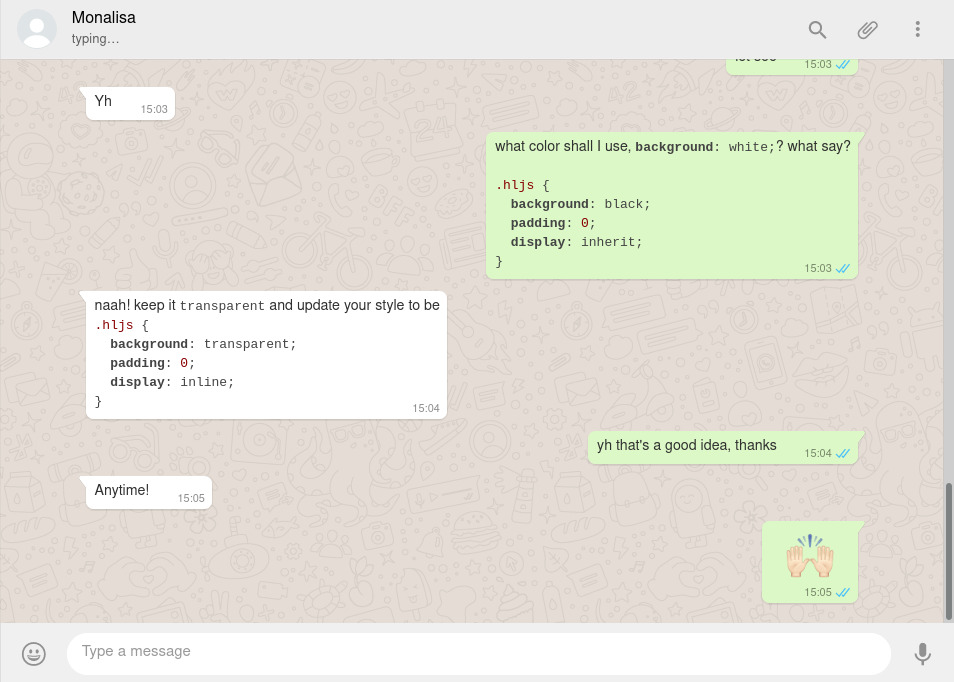 Monalisa
typing…
15:03
Yh
15:03
what color shall I use, background: white;? what say?
.hljs {
  background: black;
  padding: 0;
  display: inherit;
}
15:03
naah! keep it transparent and update your style to be
.hljs {
  background: transparent;
  padding: 0;
  display: inline;
}
15:04
yh that's a good idea, thanks
15:04
Anytime!
15:05
15:05
Type a message